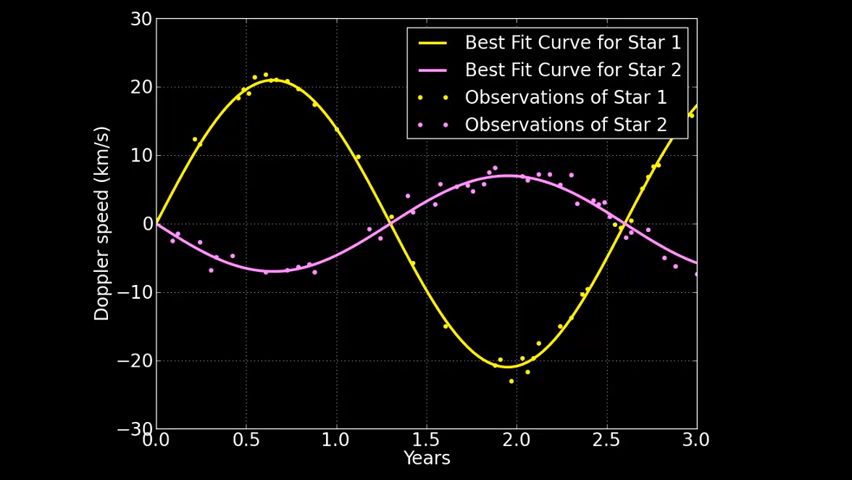 30
20
10
0
−10
−20
−30
Doppler speed (km/s)
Best Fit Curve for Star 1
Best Fit Curve for Star 2
Observations of Star 1
Observations of Star 2
0.0 0.5 1.0 1.5 2.0 2.5 3.0
Years